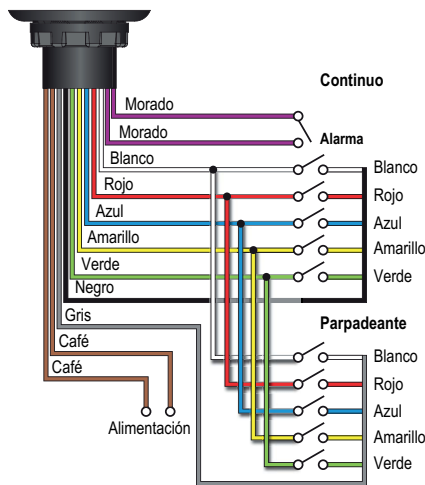 Continuo
Morado
Alarma
Morado
Blanco
Blanco
Rojo
Rojo
Azul
Azul
Amarillo
Amarillo
Verde
Verde
Negro
Gris
Parpadeante
Café
Blanco
Café
Rojo
Azul
Alimentación
Amarillo
Verde